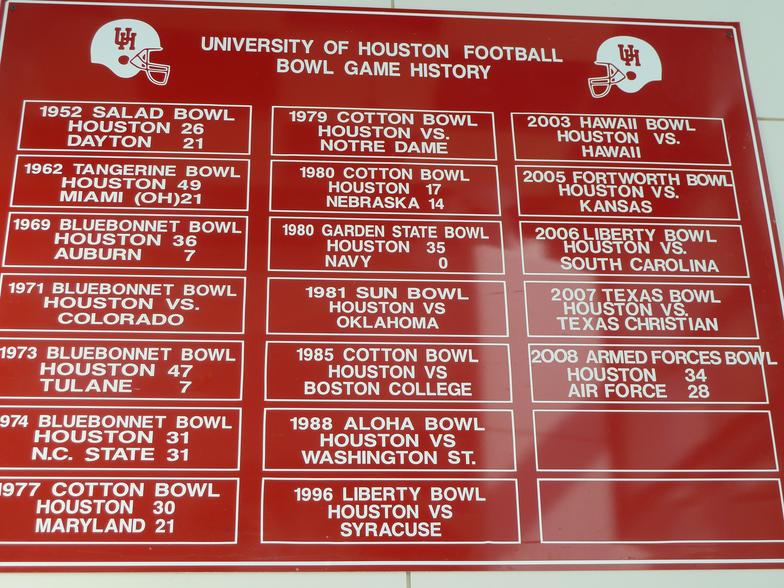 UNIVERSITY OF HOUSTON FOOTBALL
BOWL GAME HISTORY
UH
UH
1952 SALAD BOWL
HOUSTON 26
DAYTON 21
1962 TANGERINE BOWL
HOUSTON 49
MIAMI (OH)21
1969 BLUEBONNET BOWL
HOUSTON 36
AUBURN 7
1971 BLUEBONNET BOWL
HOUSTON VS.
COLORADO
1973 BLUEBONNET BOWL
HOUSTON 47
TULANE 7
974 BLUEBONNET BOWL
HOUSTON 31
N.C. STATE 31
1977 COTTON BOWL
HOUSTON 30
MARYLAND 21
1979 COTTON BOWL
HOUSTON VS.
NOTRE DAME
1980 COTTON BOWL
HOUSTON 17
NEBRASKA 14
1980 GARDEN STATE BOWL
HOUSTON 35
NAVY 0
1981 SUN BOWL
HOUSTON VS
OKLAHOMA
1985 COTTON BOWL
HOUSTON VS
BOSTON COLLEGE
1988 ALOHA BOWL
HOUSTON VS
WASHINGTON ST.
1996 LIBERTY BOWL
HOUSTON VS
SYRACUSE
2003 HAWAII BOWL
HOUSTON VS.
HAWAII
2005 FORTWORTH BOWL
HOUSTON VS.
KANSAS
2006 LIBERTY BOWL
HOUSTON VS.
SOUTH CAROLINA
2007 TEXAS BOWL
HOUSTON VS.
TEXAS CHRISTIAN
2008 ARMED FORCES BOWL
HOUSTON 34
AIR FORCE 28